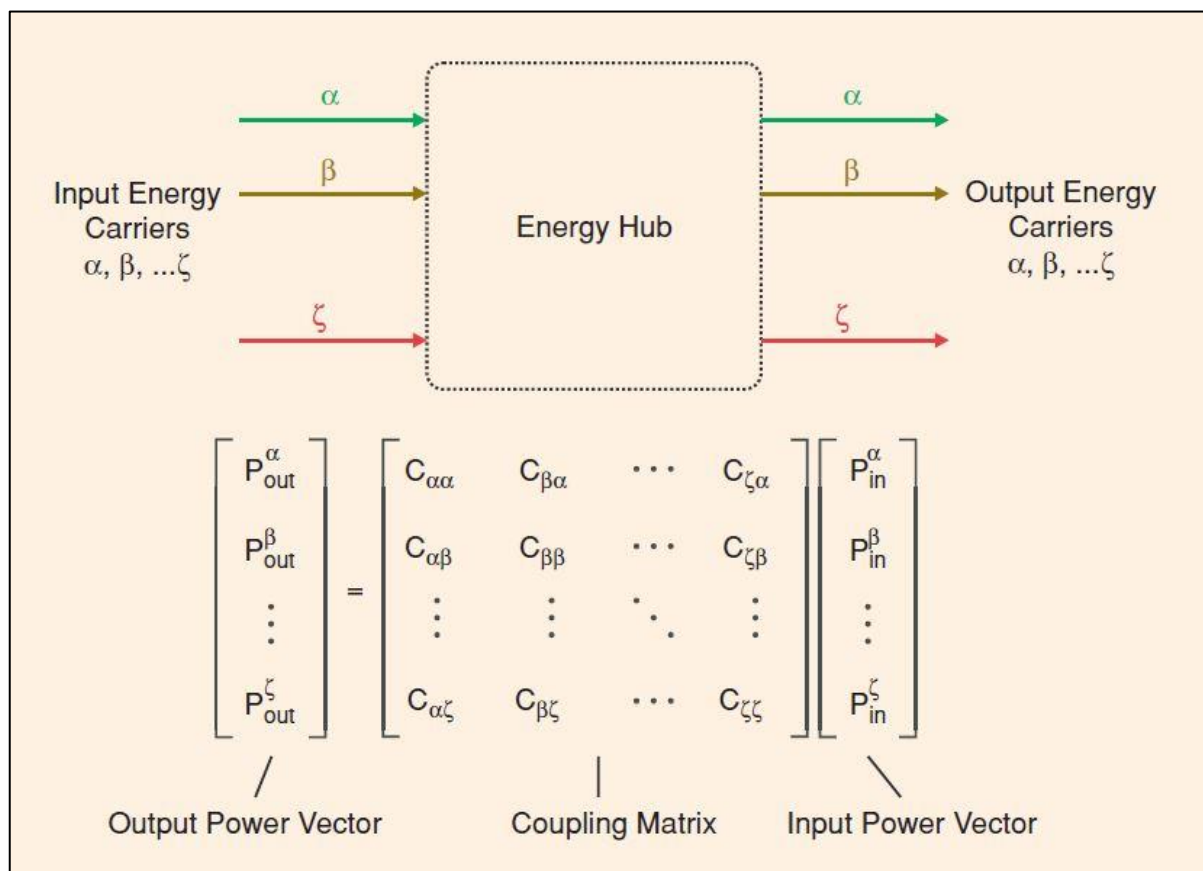 α α
β β
Input Energy
Carriers
α, β, ...ζ
Energy Hub
Output Energy
Carriers
α, β, ...ζ
ζ ζ
P^α_out = C_αα C_βα ⋯ C_ζα P^α_in
P^β_out C_αβ C_ββ ⋯ C_ζβ P^β_in
⋮ ⋮ ⋮ ⋱ ⋮ ⋮
P^ζ_out C_αζ C_βζ ⋯ C_ζζ P^ζ_in
Output Power Vector
Coupling Matrix
Input Power Vector